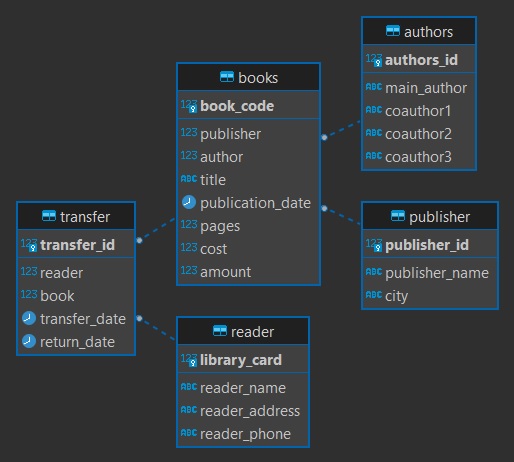 authors
123 authors_id
ABC main_author
ABC coauthor1
ABC coauthor2
ABC coauthor3
books
123 book_code
123 publisher
123 author
ABC title
publication_date
123 pages
123 cost
123 amount
publisher
123 publisher_id
ABC publisher_name
ABC city
transfer
123 transfer_id
123 reader
123 book
transfer_date
return_date
reader
123 library_card
ABC reader_name
ABC reader_address
ABC reader_phone